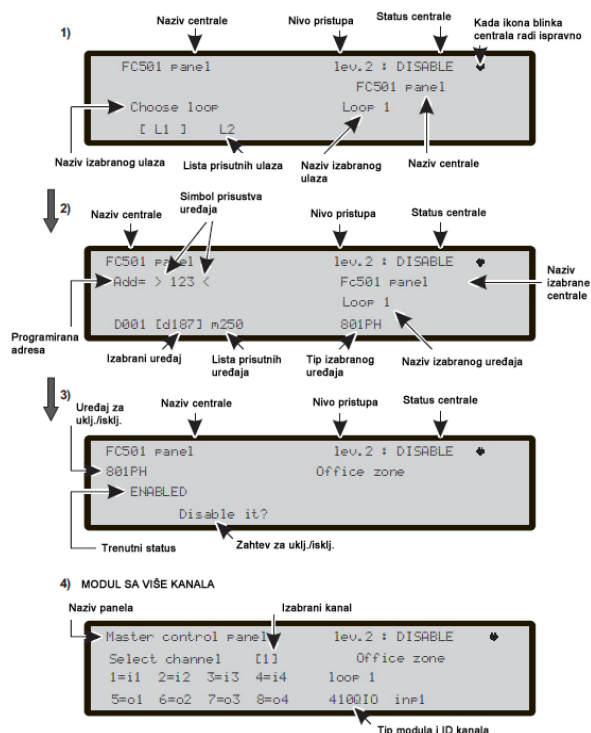 Naziv centrale
Nivo pristupa
Status centrale
Kada ikona blinka
centrala radi ispravno
1)
FC501 panel
lev.2 : DISABLE
FC501 panel
Choose loop
Loop 1
[ L1 ] L2
Naziv izabranog ulaza
Lista prisutnih ulaza
Naziv izabranog
ulaza
Naziv centrale
2)
Naziv centrale
Simbol prisustva
uređaja
Nivo pristupa
Status centrale
FC501 panel
lev.2 : DISABLE
Add= > 123 <
Fc501 panel
Loop 1
D001 [d187] m250
801PH
Naziv
izabrane
centrale
Programirana
adresa
Izabrani uređaj
Lista prisutnih
uređaja
Tip izabranog
uređaja
Naziv izabranog uređaja
3)
Uređaj za
uklj./isklj.
Naziv centrale
Nivo pristupa
Status centrale
FC501 panel
lev.2 : DISABLE
801PH
Office zone
ENABLED
Disable it?
Trenutni status
Zahtev za uklj./isklj.
4) MODUL SA VIŠE KANALA
Naziv panela
Izabrani kanal
Master control panel
lev.2 : DISABLE
Select channel [1]
Office zone
1=i1 2=i2 3=i3 4=i4
loop 1
5=o1 6=o2 7=o3 8=o4
410QIO inp1
Tip modula i ID kanala